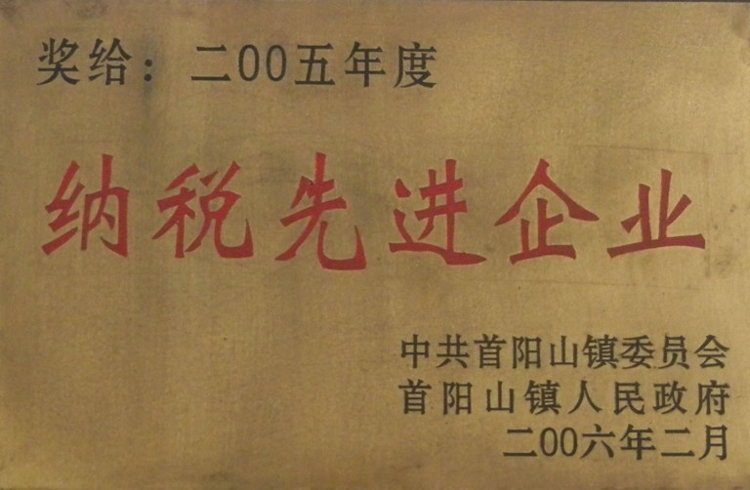 奖给：二00五年度
纳税先进企业
中共首阳山镇委员会
首阳山镇人民政府
二00六年二月